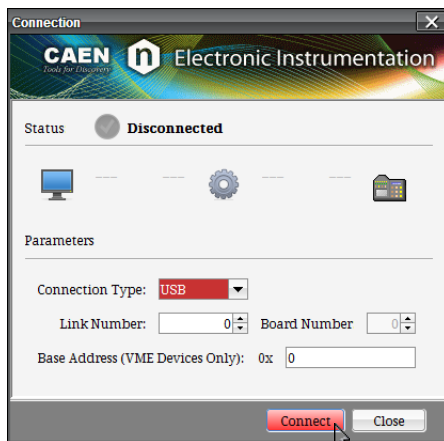 Connection
CAEN n Electronic Instrumentation
Tools for Discovery
Status Disconnected
Parameters
Connection Type: USB
Link Number: 0 Board Number 0
Base Address (VME Devices Only): 0x 0
Connect Close